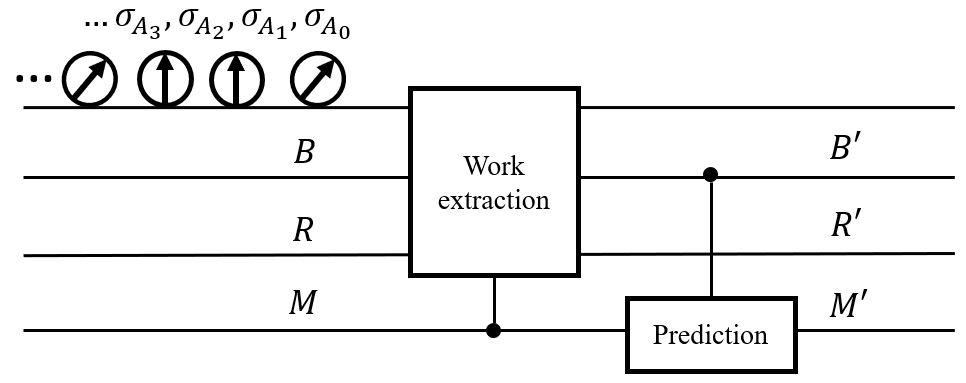 ... σ_{A_3}, σ_{A_2}, σ_{A_1}, σ_{A_0}
...
B
Work
extraction
B′
R
R′
M
M′
Prediction